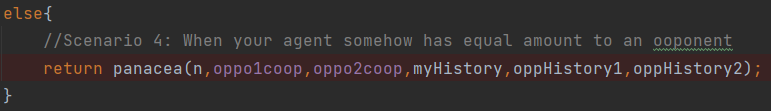 else{
//Scenario 4: When your agent somehow has equal amount to an ooponent
return panacea(n,oppo1coop,oppo2coop,myHistory,oppHistory1,oppHistory2);
}